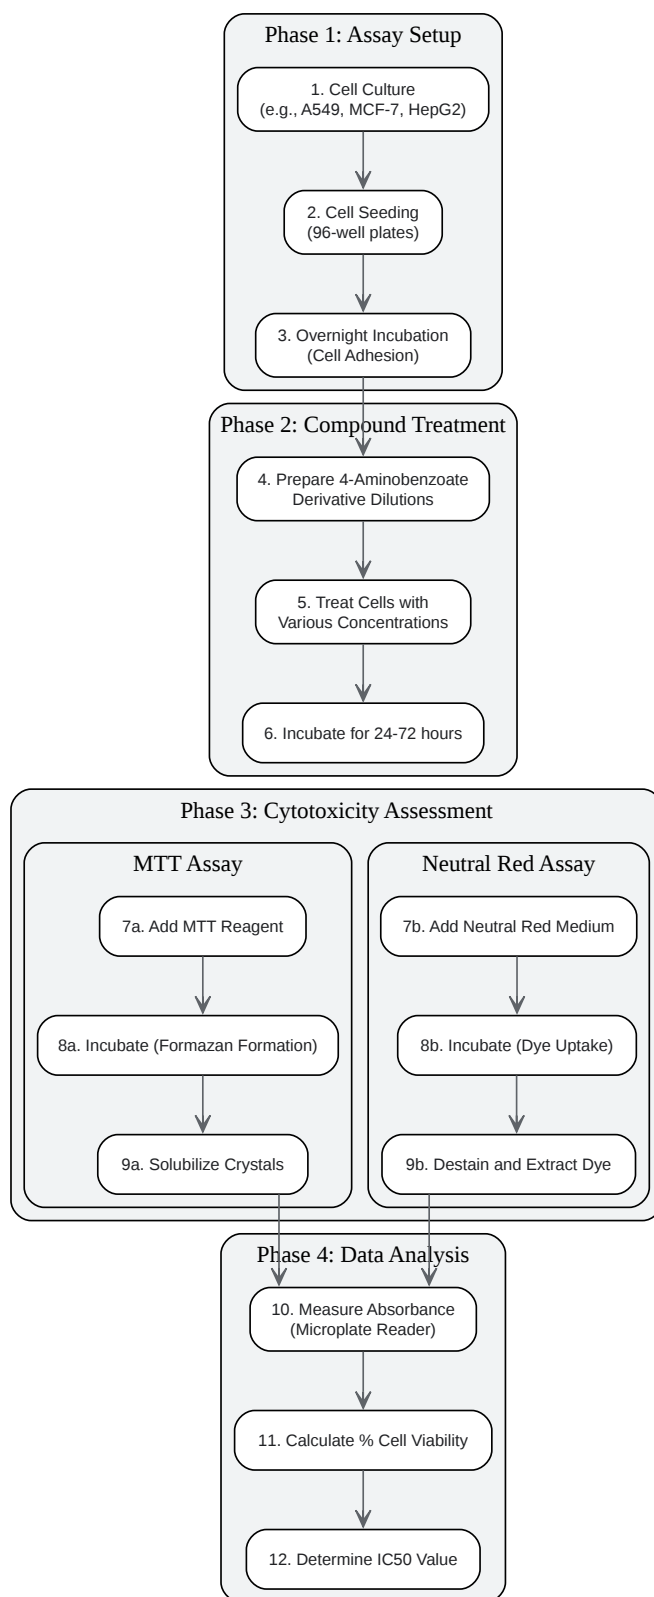 Phase 1: Assay Setup
1. Cell Culture
(e.g., A549, MCF-7, HepG2)
2. Cell Seeding
(96-well plates)
3. Overnight Incubation
(Cell Adhesion)
Phase 2: Compound Treatment
4. Prepare 4-Aminobenzoate
Derivative Dilutions
5. Treat Cells with
Various Concentrations
6. Incubate for 24-72 hours
Phase 3: Cytotoxicity Assessment
MTT Assay
7a. Add MTT Reagent
8a. Incubate (Formazan Formation)
9a. Solubilize Crystals
Neutral Red Assay
7b. Add Neutral Red Medium
8b. Incubate (Dye Uptake)
9b. Destain and Extract Dye
Phase 4: Data Analysis
10. Measure Absorbance
(Microplate Reader)
11. Calculate % Cell Viability
12. Determine IC50 Value